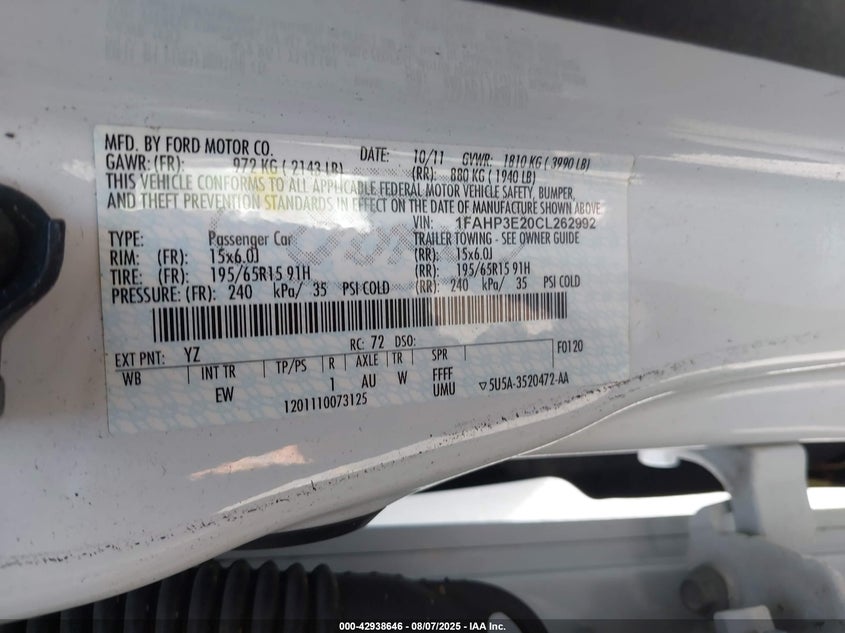 MFD. BY FORD MOTOR CO. DATE: 10/11 GVWR: 1810 KG ( 3990 LB)
GAWR: (FR): 972 KG ( 2143 LB) (RR): 880 KG ( 1940 LB)
THIS VEHICLE CONFORMS TO ALL APPLICABLE FEDERAL MOTOR VEHICLE SAFETY, BUMPER,
AND THEFT PREVENTION STANDARDS IN EFFECT ON THE DATE OF MANUFACTURE SHOWN ABOVE
VIN: 1FAHP3E20CL262992
TYPE: Passenger Car TRAILER TOWING - SEE OWNER GUIDE
RIM: (FR): 15x6.0J (RR): 15x6.0J
TIRE: (FR): 195/65R15 91H (RR): 195/65R15 91H
PRESSURE: (FR): 240 kPa/ 35 PSI COLD (RR): 240 kPa/ 35 PSI COLD
EXT PNT: YZ RC: 72 DSO: F0120
WB INT TR TP/PS R AXLE TR SPR
EW 1 AU W FFFF
UMU
1201110073125 ▽5U5A-3520472-AA
000-42938646 - 08/07/2025 - IAA Inc.